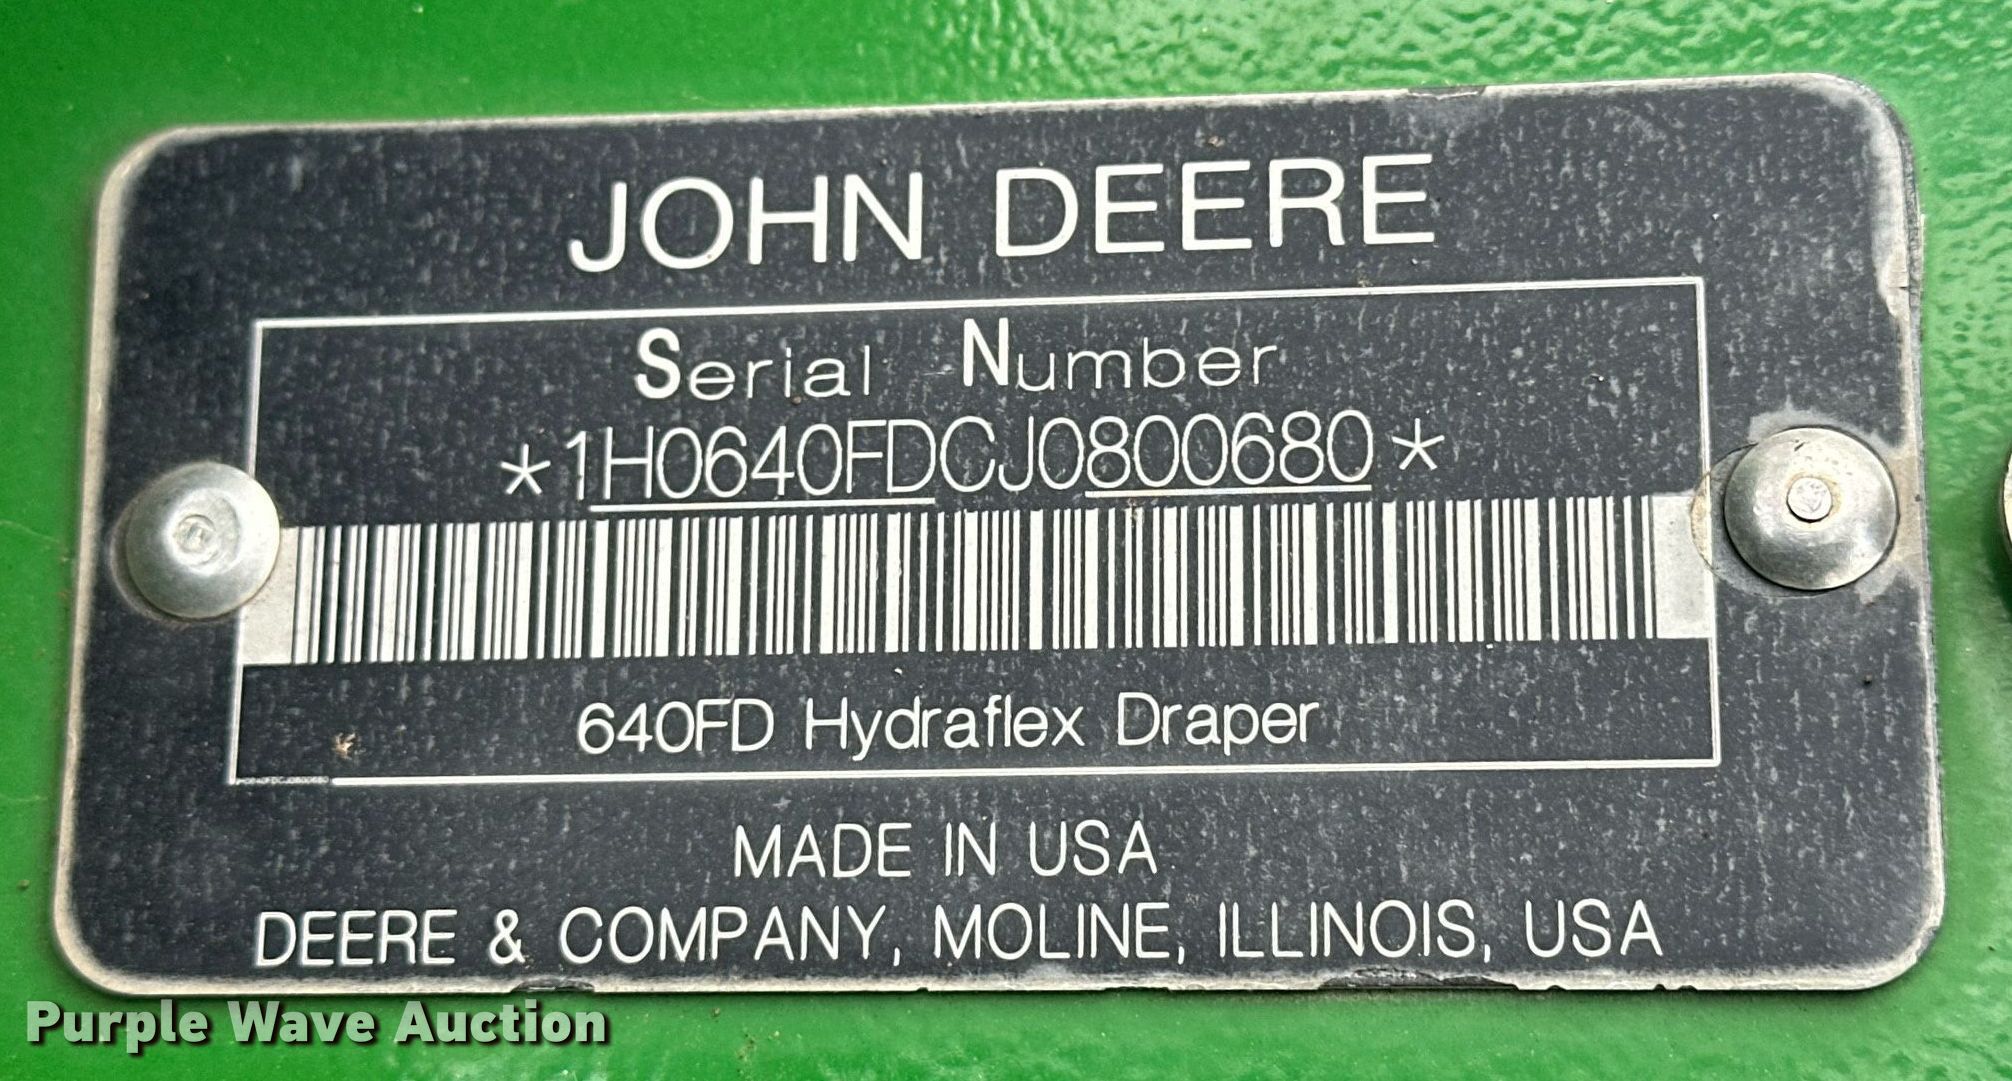 JOHN DEERE
Serial Number
*1H0640FDCJ0800680*
640FD Hydraflex Draper
MADE IN USA
DEERE & COMPANY, MOLINE, ILLINOIS, USA
Purple Wave Auction